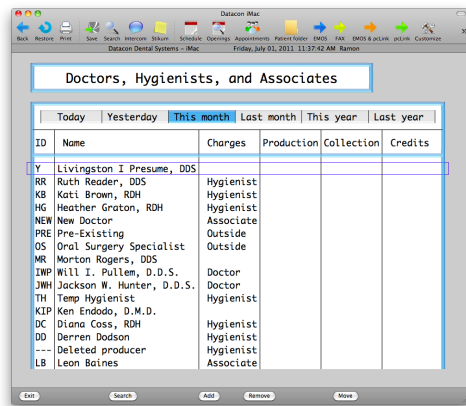 Datacon iMac
Back Restore Print Save Search Intercom Stikum Schedule Openings Appointments Patient folder EMOS FAX EMOS & pcLink pcLink Customize
Datacon Dental Systems - iMac Friday, July 01, 2011 11:37:42 AM Ramon
Doctors, Hygienists, and Associates
Today Yesterday This month Last month This year Last year
ID Name Charges Production Collection Credits
Y Livingston I Presume, DDS
RR Ruth Reader, DDS Hygienist
KB Kati Brown, RDH Hygienist
HG Heather Graton, RDH Hygienist
NEW New Doctor Associate
PRE Pre-Existing Outside
OS Oral Surgery Specialist Outside
MR Morton Rogers, DDS
IWP Will I. Pullem, D.D.S. Doctor
JWH Jackson W. Hunter, D.D.S. Doctor
TH Temp Hygienist Hygienist
KIP Ken Endodo, D.M.D.
DC Diana Coss, RDH Hygienist
DD Derren Dodson Hygienist
--- Deleted producer Hygienist
LB Leon Baines Associate
Exit Search Add Remove Move